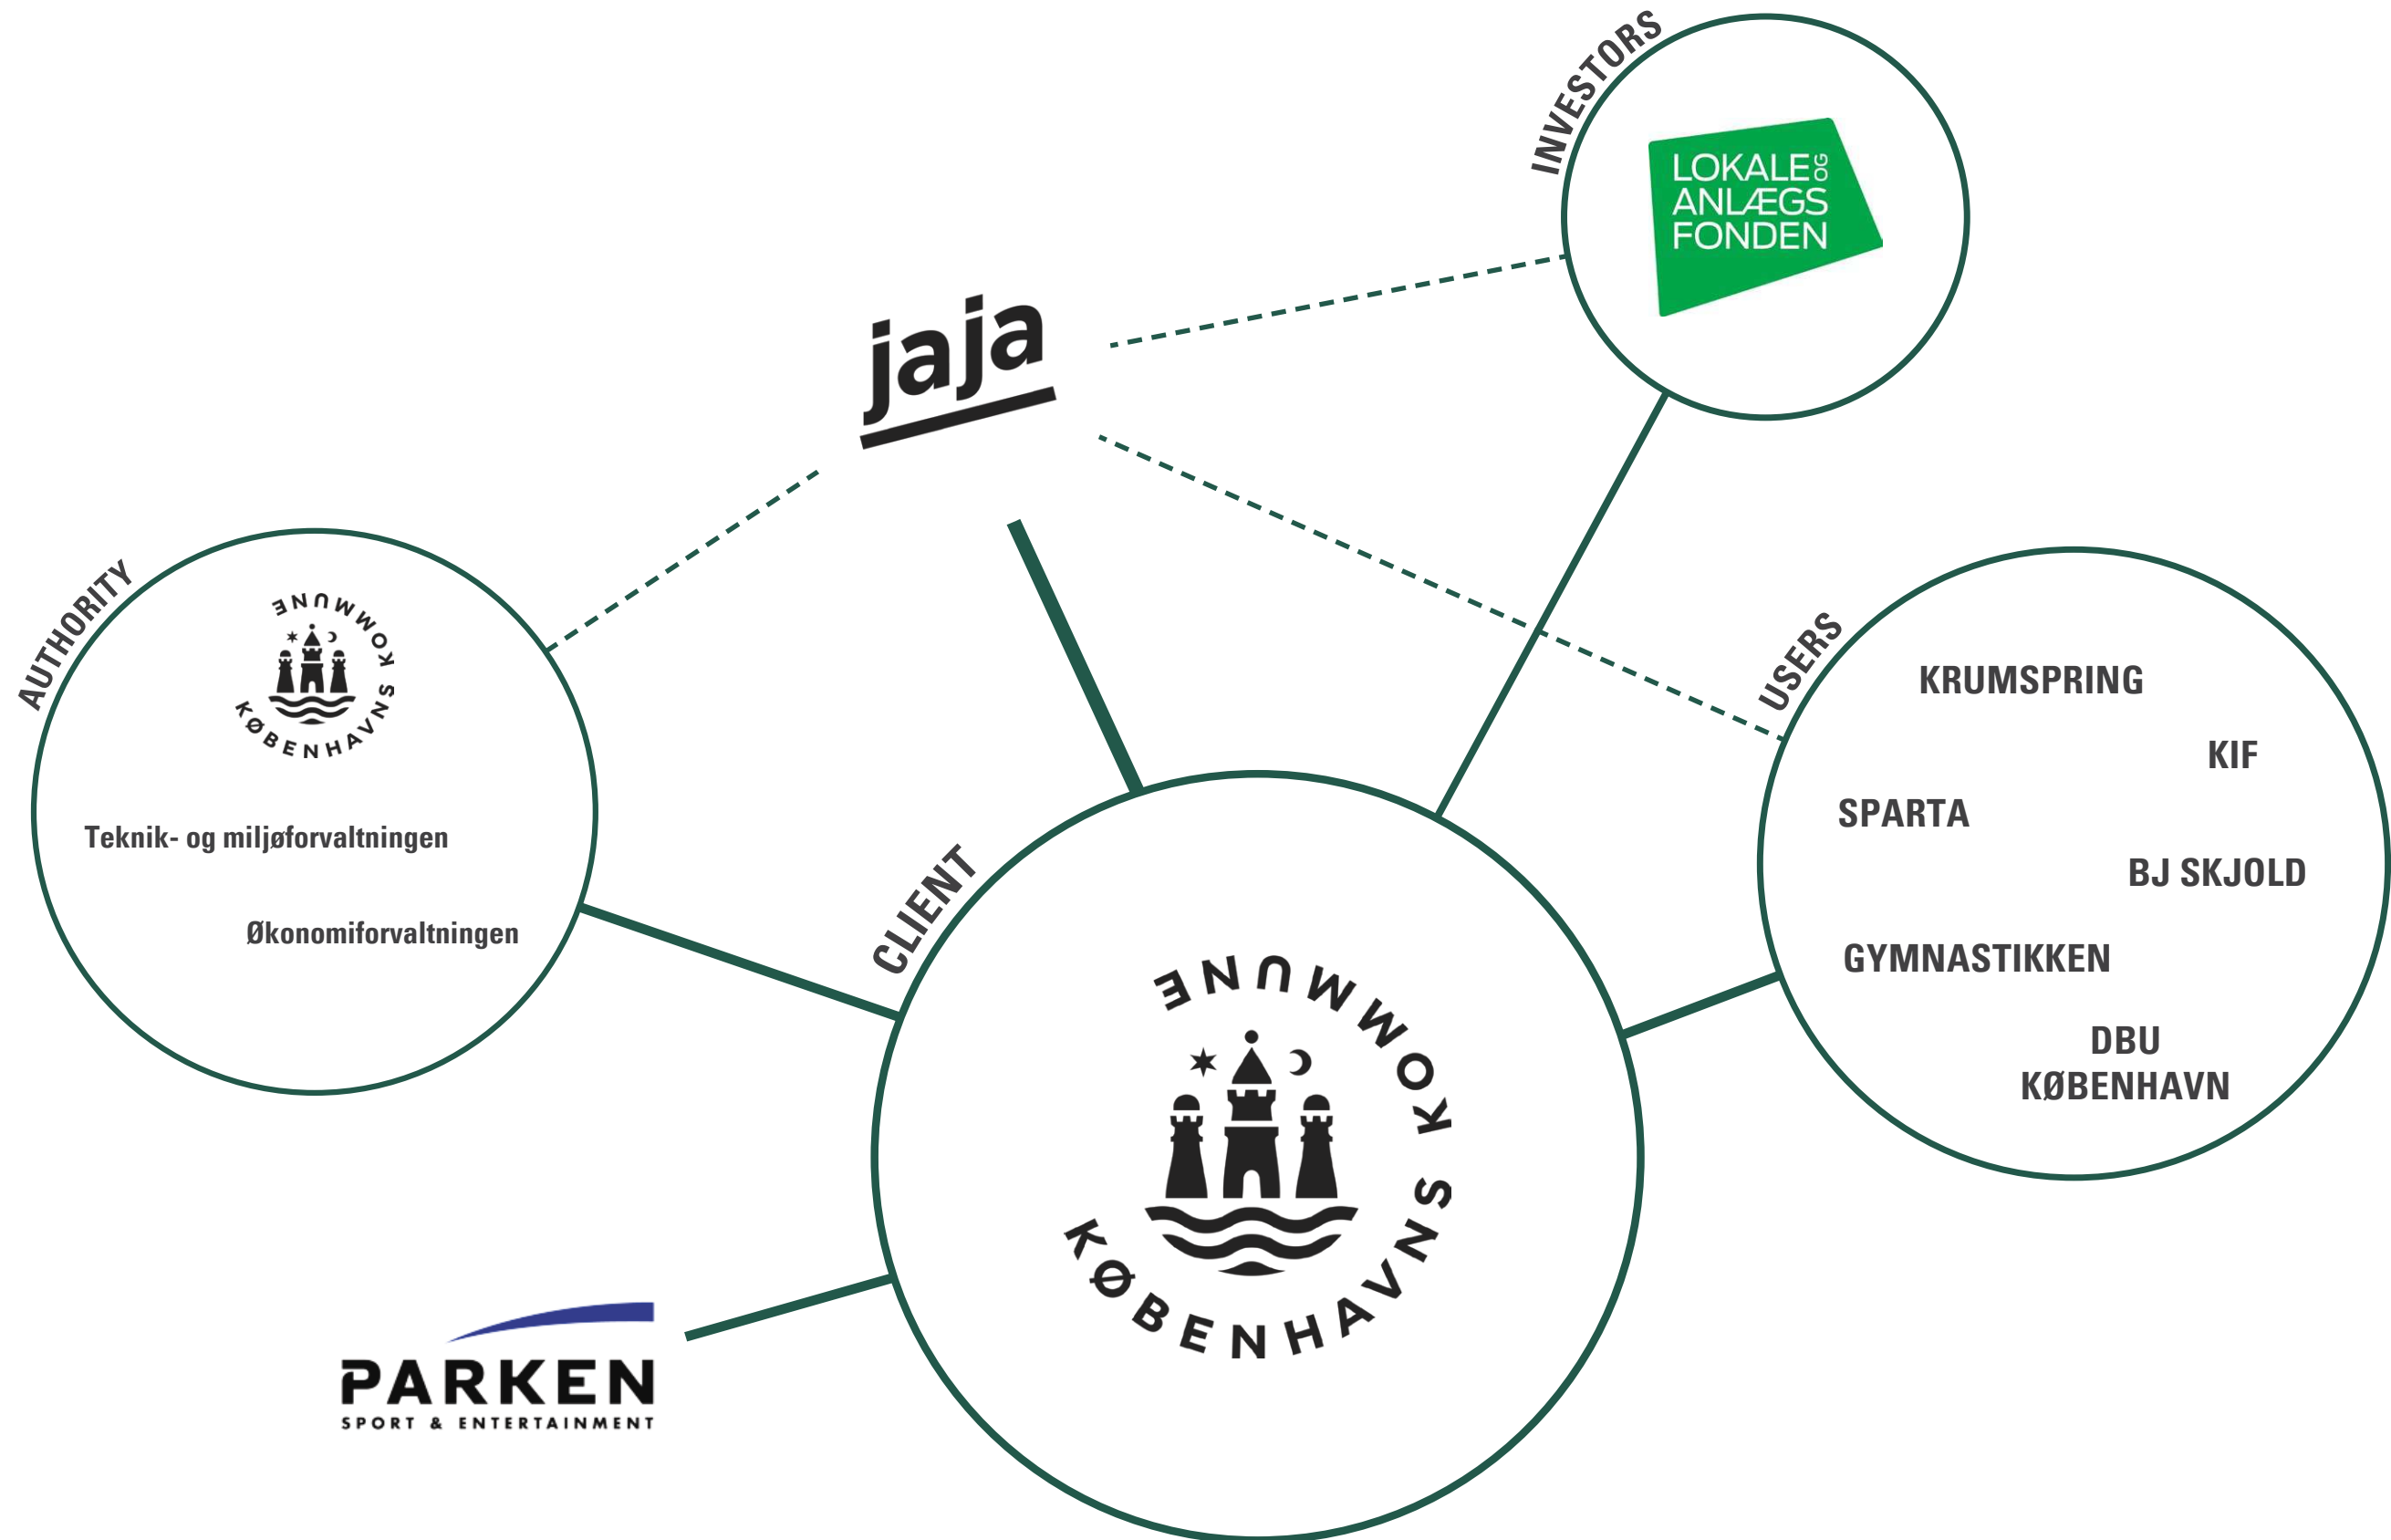 INVESTORS
LOKALE OG
ANLÆGS
FONDEN
jaja
AUTHORITY
KØBENHAVNS KOMMUNE
Teknik- og miljøforvaltningen
Økonomiforvaltningen
USERS
KRUMSPRING
KIF
SPARTA
BJ SKJOLD
GYMNASTIKKEN
DBU
KØBENHAVN
CLIENT
KØBENHAVNS KOMMUNE
PARKEN
SPORT & ENTERTAINMENT